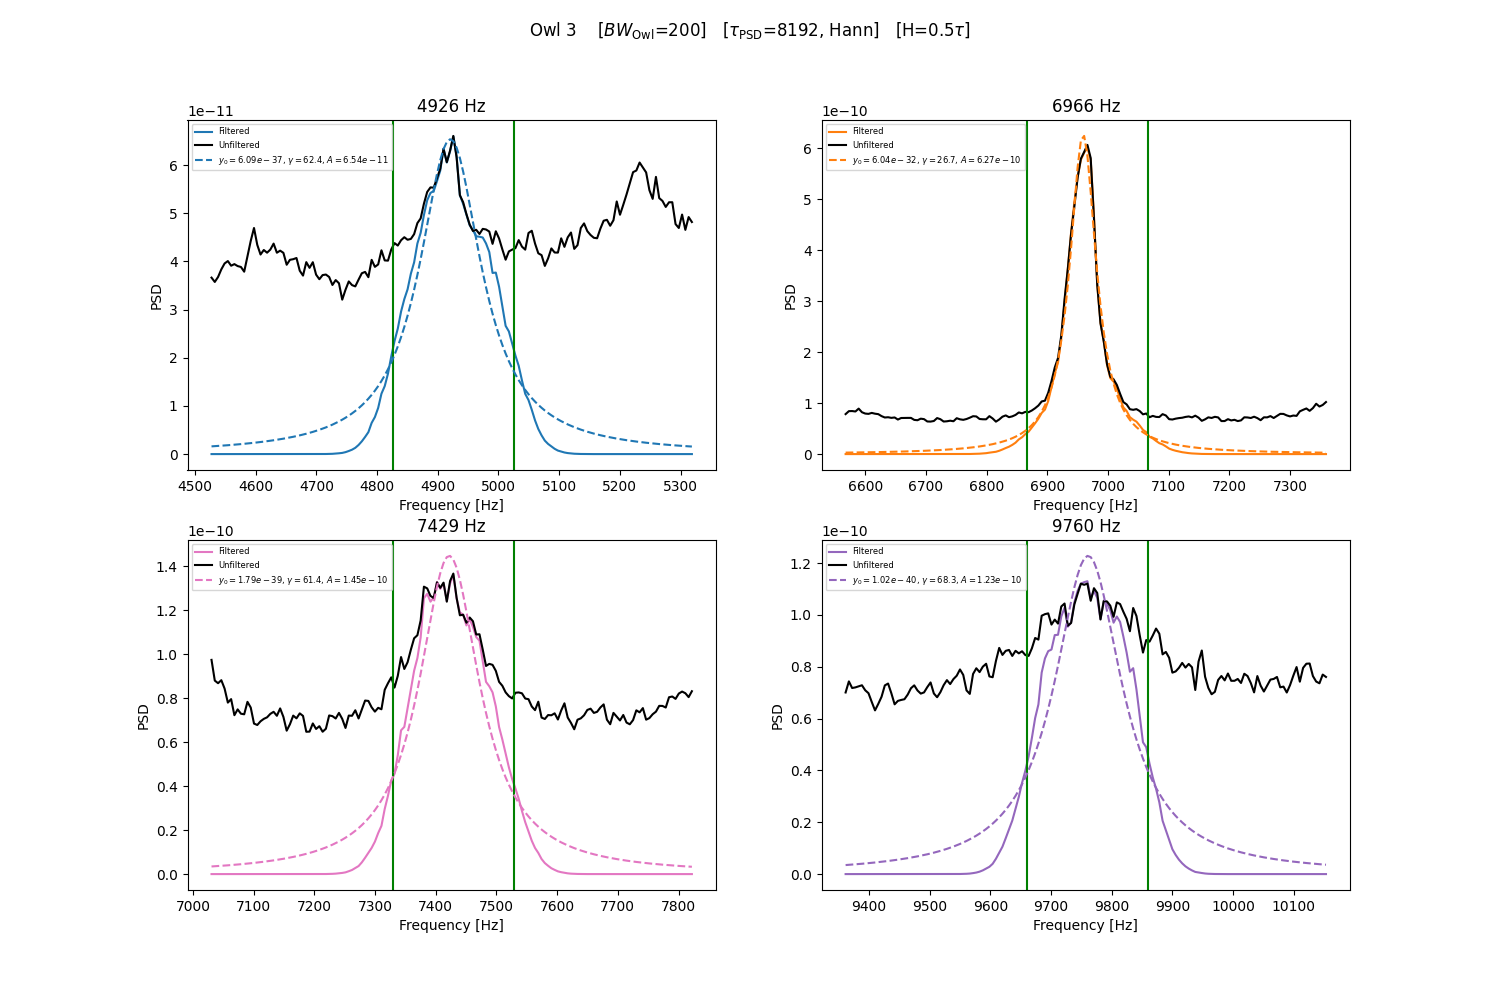 Owl 3 [BW_Owl=200] [τ_PSD=8192, Hann] [H=0.5τ]
1e−11
4926 Hz
Filtered
Unfiltered
y₀ = 6.09e − 37, γ = 62.4, A = 6.54e − 11
6
5
4
3
2
1
0
PSD
4500 4600 4700 4800 4900 5000 5100 5200 5300
Frequency [Hz]
1e−10
6966 Hz
Filtered
Unfiltered
y₀ = 6.04e − 32, γ = 26.7, A = 6.27e − 10
6
5
4
3
2
1
0
PSD
6600 6700 6800 6900 7000 7100 7200 7300
Frequency [Hz]
1e−10
7429 Hz
Filtered
Unfiltered
y₀ = 1.79e − 39, γ = 61.4, A = 1.45e − 10
1.4
1.2
1.0
0.8
0.6
0.4
0.2
0.0
PSD
7000 7100 7200 7300 7400 7500 7600 7700 7800
Frequency [Hz]
1e−10
9760 Hz
Filtered
Unfiltered
y₀ = 1.02e − 40, γ = 68.3, A = 1.23e − 10
1.2
1.0
0.8
0.6
0.4
0.2
0.0
PSD
9400 9500 9600 9700 9800 9900 10000 10100
Frequency [Hz]